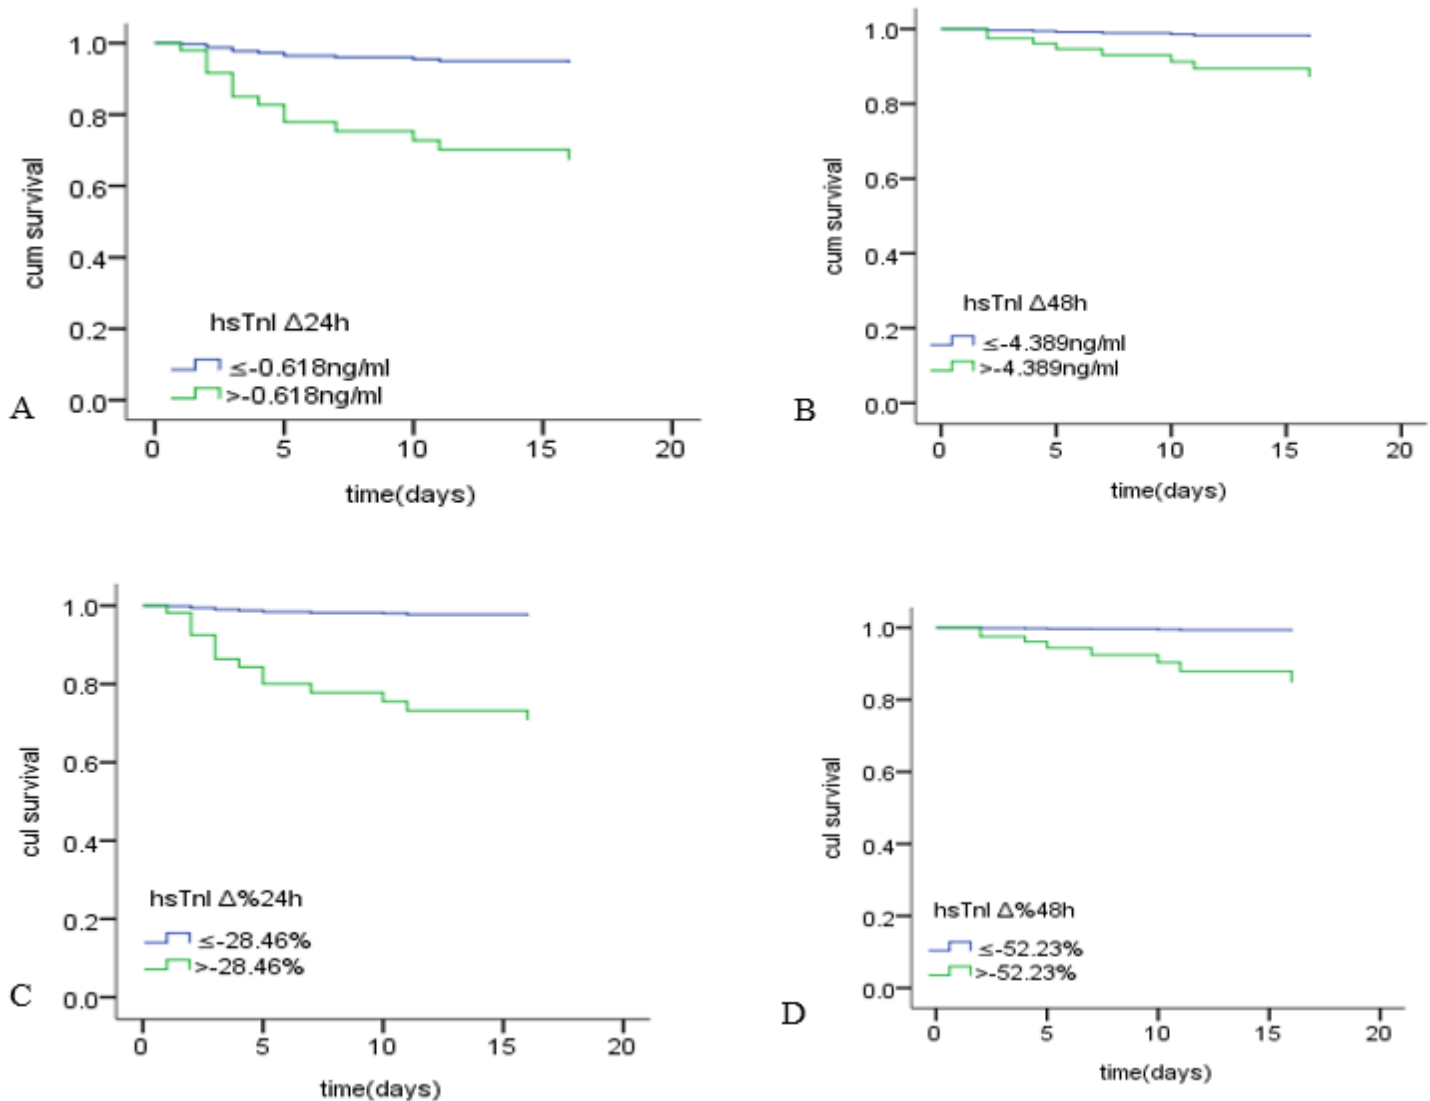 1.0
0.8
0.6
0.4
0.2
0.0
cum survival
hsTnI Δ24h
≤-0.618ng/ml
>-0.618ng/ml
A
0 5 10 15 20
time(days)
1.0
0.8
0.6
0.4
0.2
0.0
cum survival
hsTnI Δ48h
≤-4.389ng/ml
>-4.389ng/ml
B
0 5 10 15 20
time(days)
1.0
0.8
0.6
0.4
0.2
0.0
cul survival
hsTnI Δ%24h
≤-28.46%
>-28.46%
C
0 5 10 15 20
time(days)
1.0
0.8
0.6
0.4
0.2
0.0
cul survival
hsTnI Δ%48h
≤-52.23%
>-52.23%
D
0 5 10 15 20
time(days)